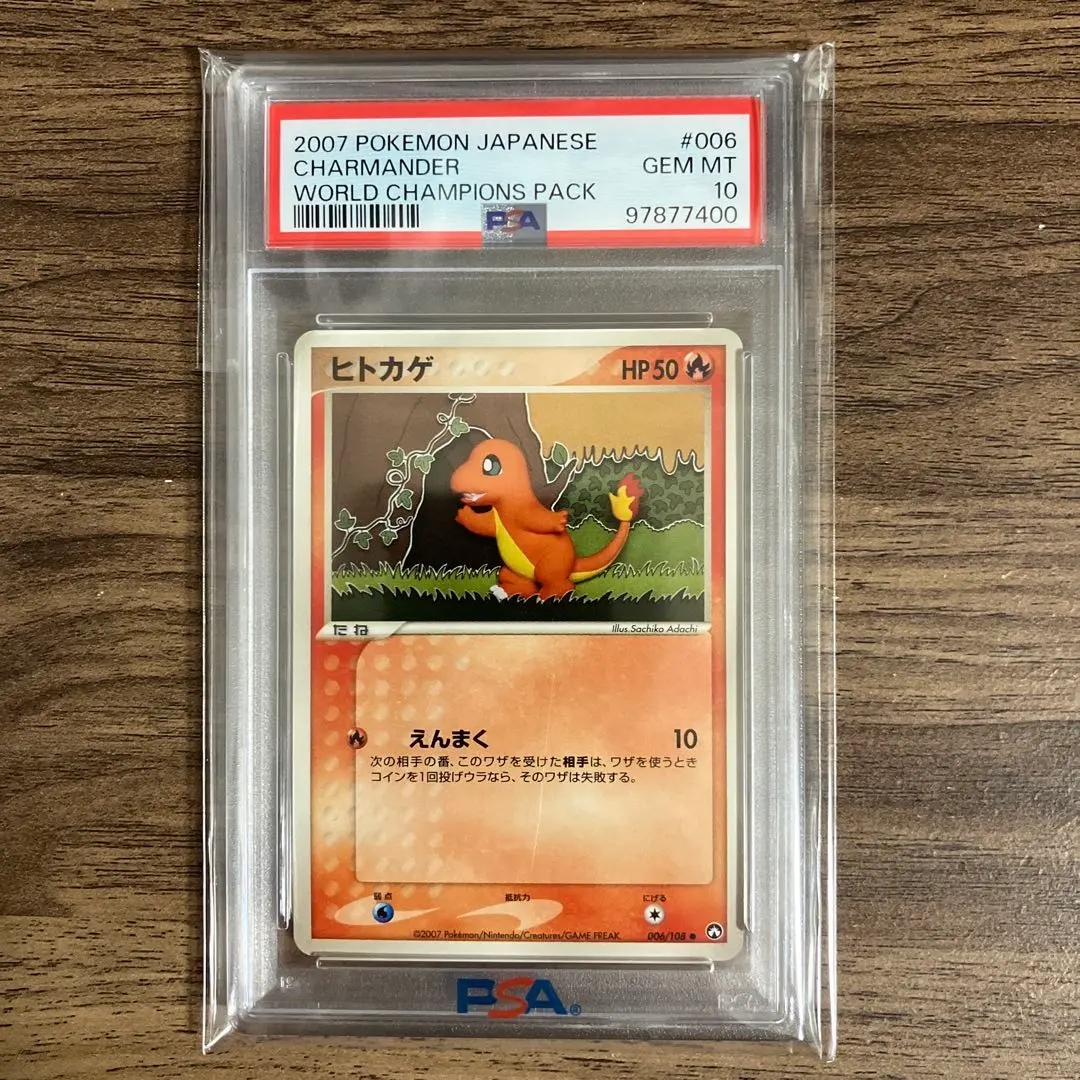 2007 POKEMON JAPANESE #006
CHARMANDER GEM MT
WORLD CHAMPIONS PACK 10
PSA 97877400
ヒトカゲ HP50
たね Illus. Sachiko Adachi
えんまく 10
次の相手の番、このワザを受けた相手は、ワザを使うとき
コインを1回投げウラなら、そのワザは失敗する。
弱点 抵抗力 にげる
©2007 Pokémon/Nintendo/Creatures/GAME FREAK. 006/108 ●
PSA®